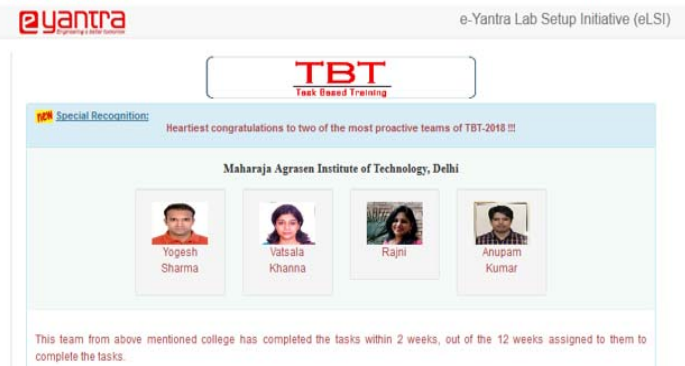 e yantra
Engineering a better tomorrow
e-Yantra Lab Setup Initiative (eLSI)
TBT
Task Based Training
new Special Recognition:
Heartiest congratulations to two of the most proactive teams of TBT-2018 !!!
Maharaja Agrasen Institute of Technology, Delhi
Yogesh
Sharma
Vatsala
Khanna
Rajni
Anupam
Kumar
This team from above mentioned college has completed the tasks within 2 weeks, out of the 12 weeks assigned to them to
complete the tasks.